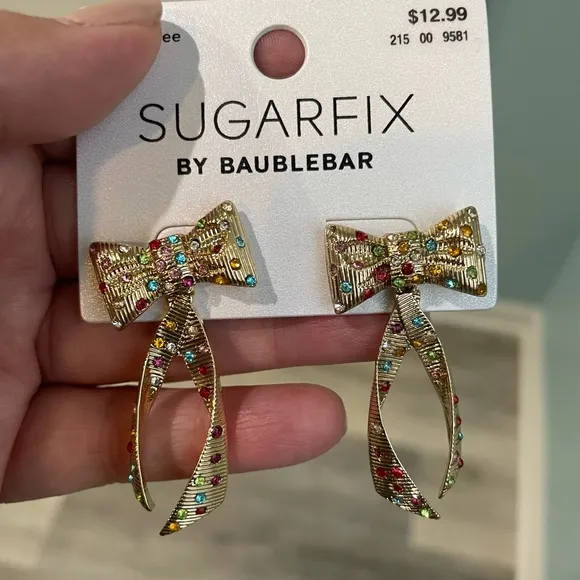 $12.99
215 00 9581
SUGARFIX
BY BAUBLEBAR